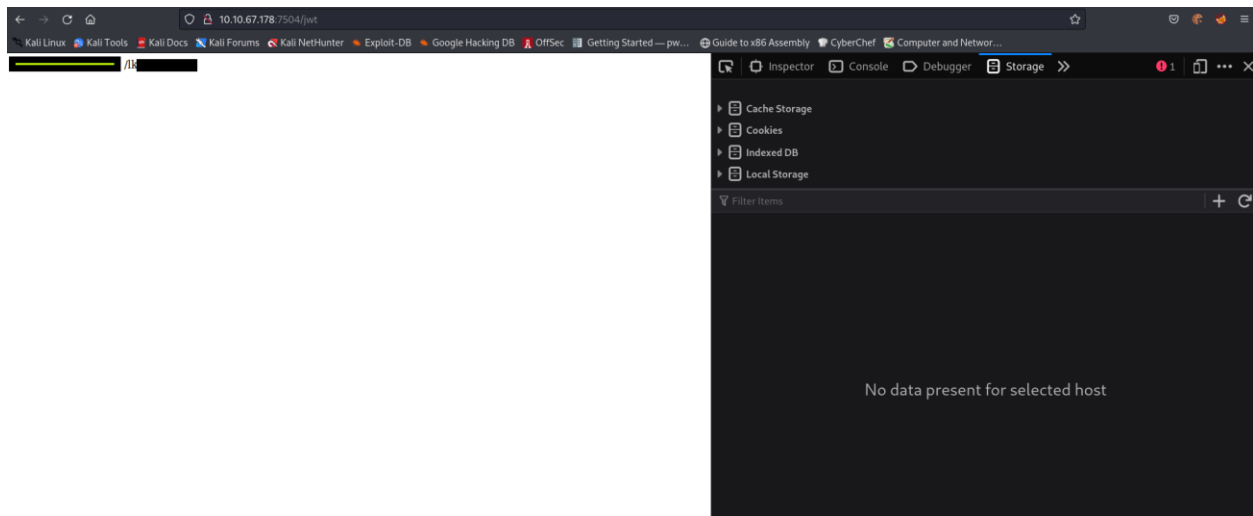 10.10.67.178:7504/jwt
Kali Linux Kali Tools Kali Docs Kali Forums Kali NetHunter Exploit-DB Google Hacking DB OffSec Getting Started — pw... Guide to x86 Assembly CyberChef Computer and Networ...
/lk
Inspector Console Debugger Storage 1
Cache Storage
Cookies
Indexed DB
Local Storage
Filter Items
No data present for selected host